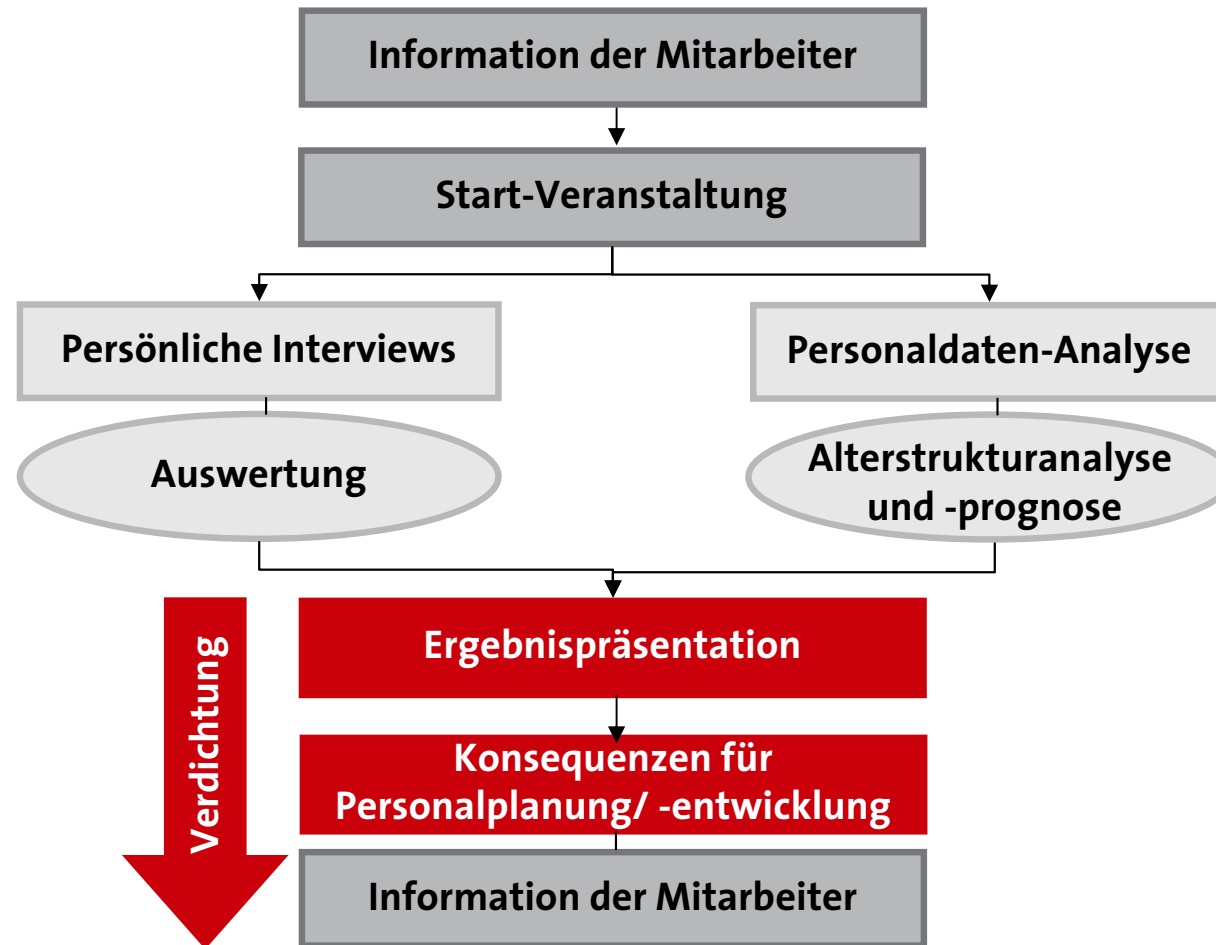 Information der Mitarbeiter
Start-Veranstaltung
Persönliche Interviews
Personaldaten-Analyse
Auswertung
Alterstrukturanalyse
und -prognose
Verdichtung
Ergebnispräsentation
Konsequenzen für
Personalplanung/ -entwicklung
Information der Mitarbeiter